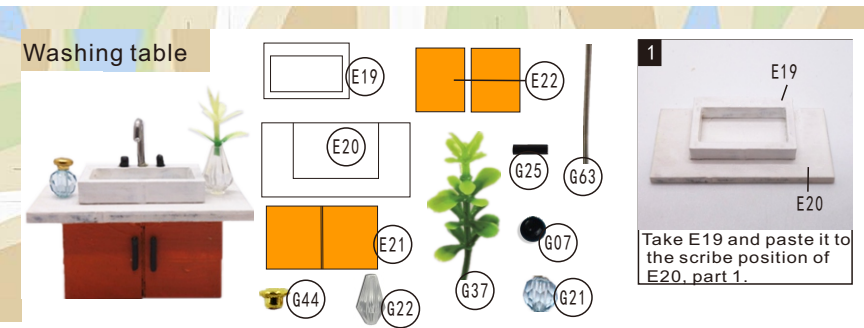 Washing table
E19
E22
E20
G25
G63
E21
G07
G44
G22
G37
G21
1
E19
E20
Take E19 and paste it to
the scribe position of
E20, part 1.